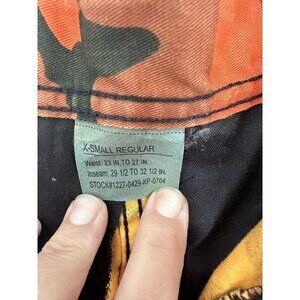 X-SMALL REGULAR
Waist: 23 IN. TO 27 IN.
Inseam: 29 1/2 TO 32 1/2 IN.
STOCK#1227-0429-KP-0704